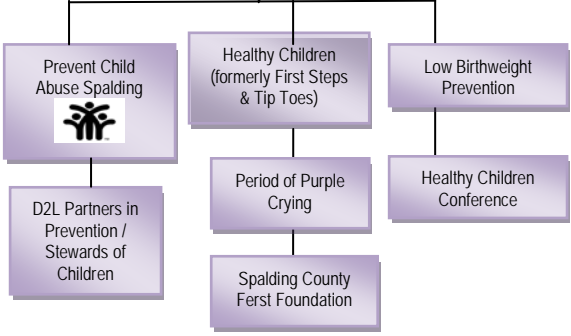 Prevent Child
Abuse Spalding
D2L Partners in
Prevention /
Stewards of
Children
Healthy Children
(formerly First Steps
& Tip Toes)
Period of Purple
Crying
Spalding County
Ferst Foundation
Low Birthweight
Prevention
Healthy Children
Conference